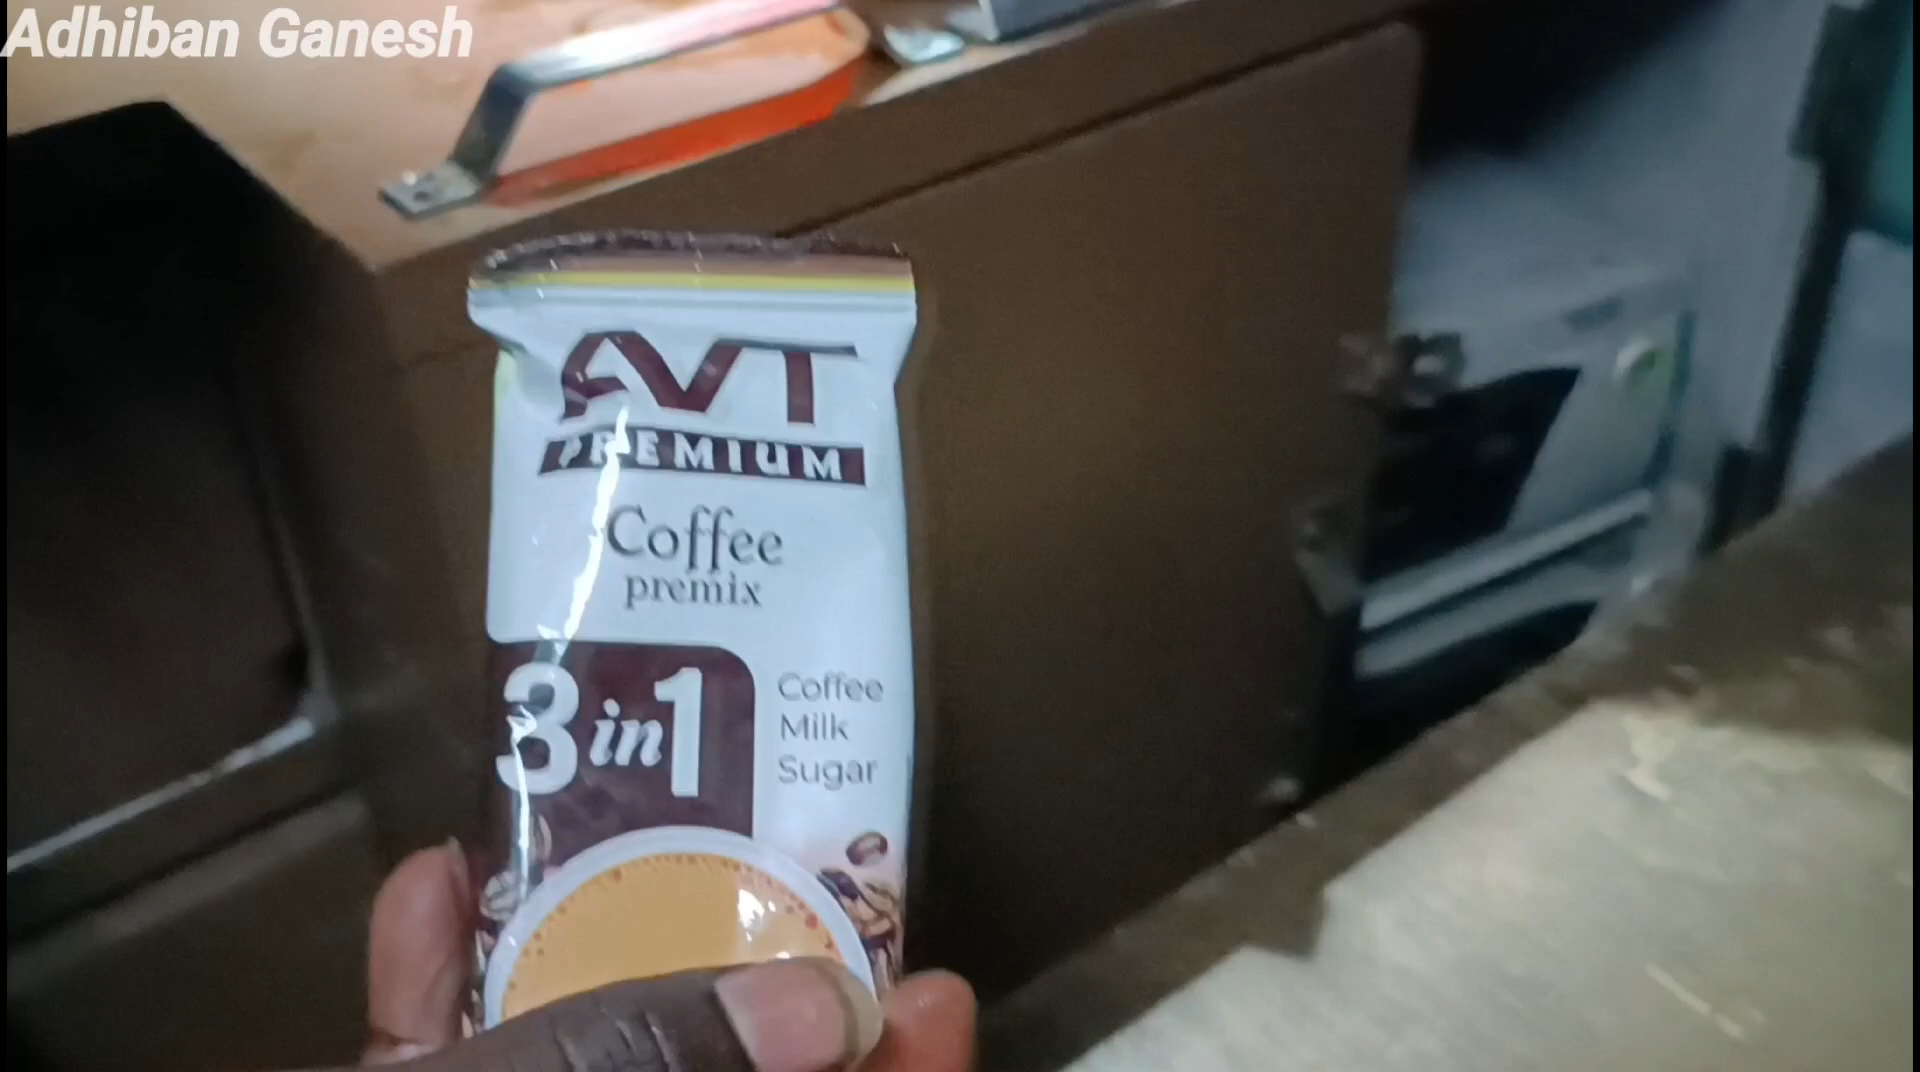 Adhiban Ganesh
AVT
PREMIUM
Coffee
premix
3 in 1
Coffee
Milk
Sugar